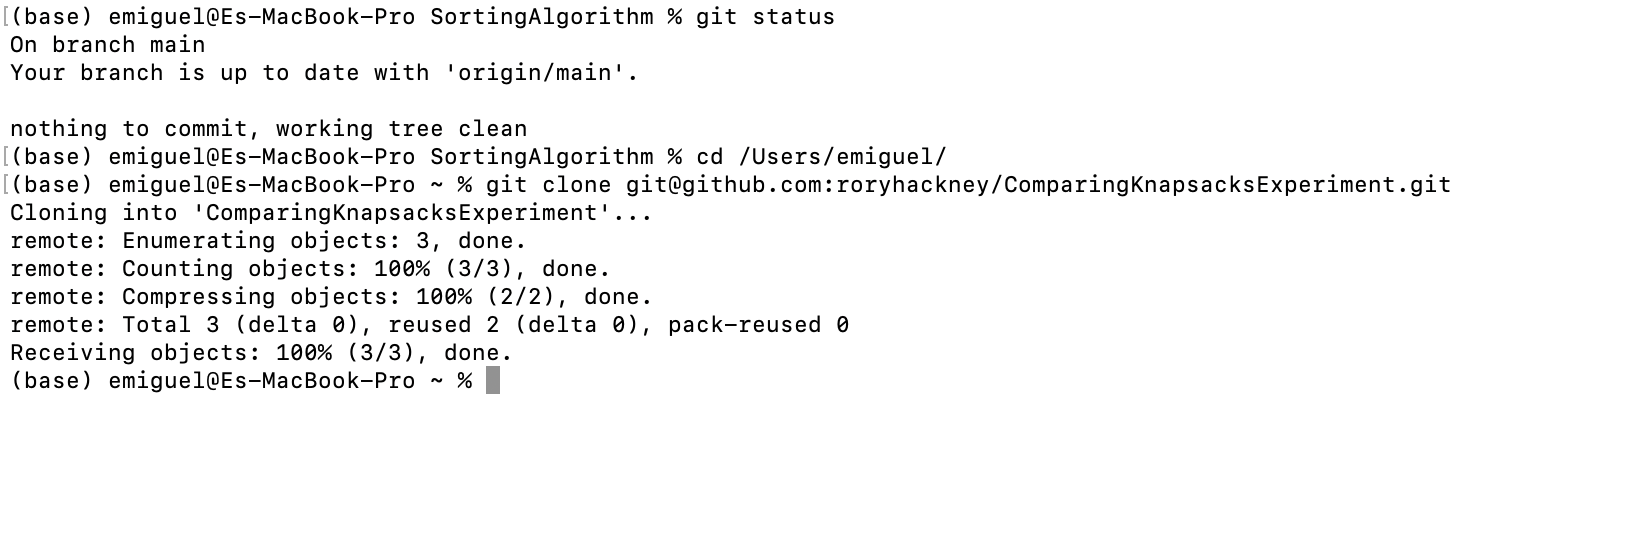 [(base) emiguel@Es-MacBook-Pro SortingAlgorithm % git status
On branch main
Your branch is up to date with 'origin/main'.
nothing to commit, working tree clean
[(base) emiguel@Es-MacBook-Pro SortingAlgorithm % cd /Users/emiguel/
[(base) emiguel@Es-MacBook-Pro ~ % git clone git@github.com:roryhackney/ComparingKnapsacksExperiment.git
Cloning into 'ComparingKnapsacksExperiment'...
remote: Enumerating objects: 3, done.
remote: Counting objects: 100% (3/3), done.
remote: Compressing objects: 100% (2/2), done.
remote: Total 3 (delta 0), reused 2 (delta 0), pack-reused 0
Receiving objects: 100% (3/3), done.
(base) emiguel@Es-MacBook-Pro ~ %